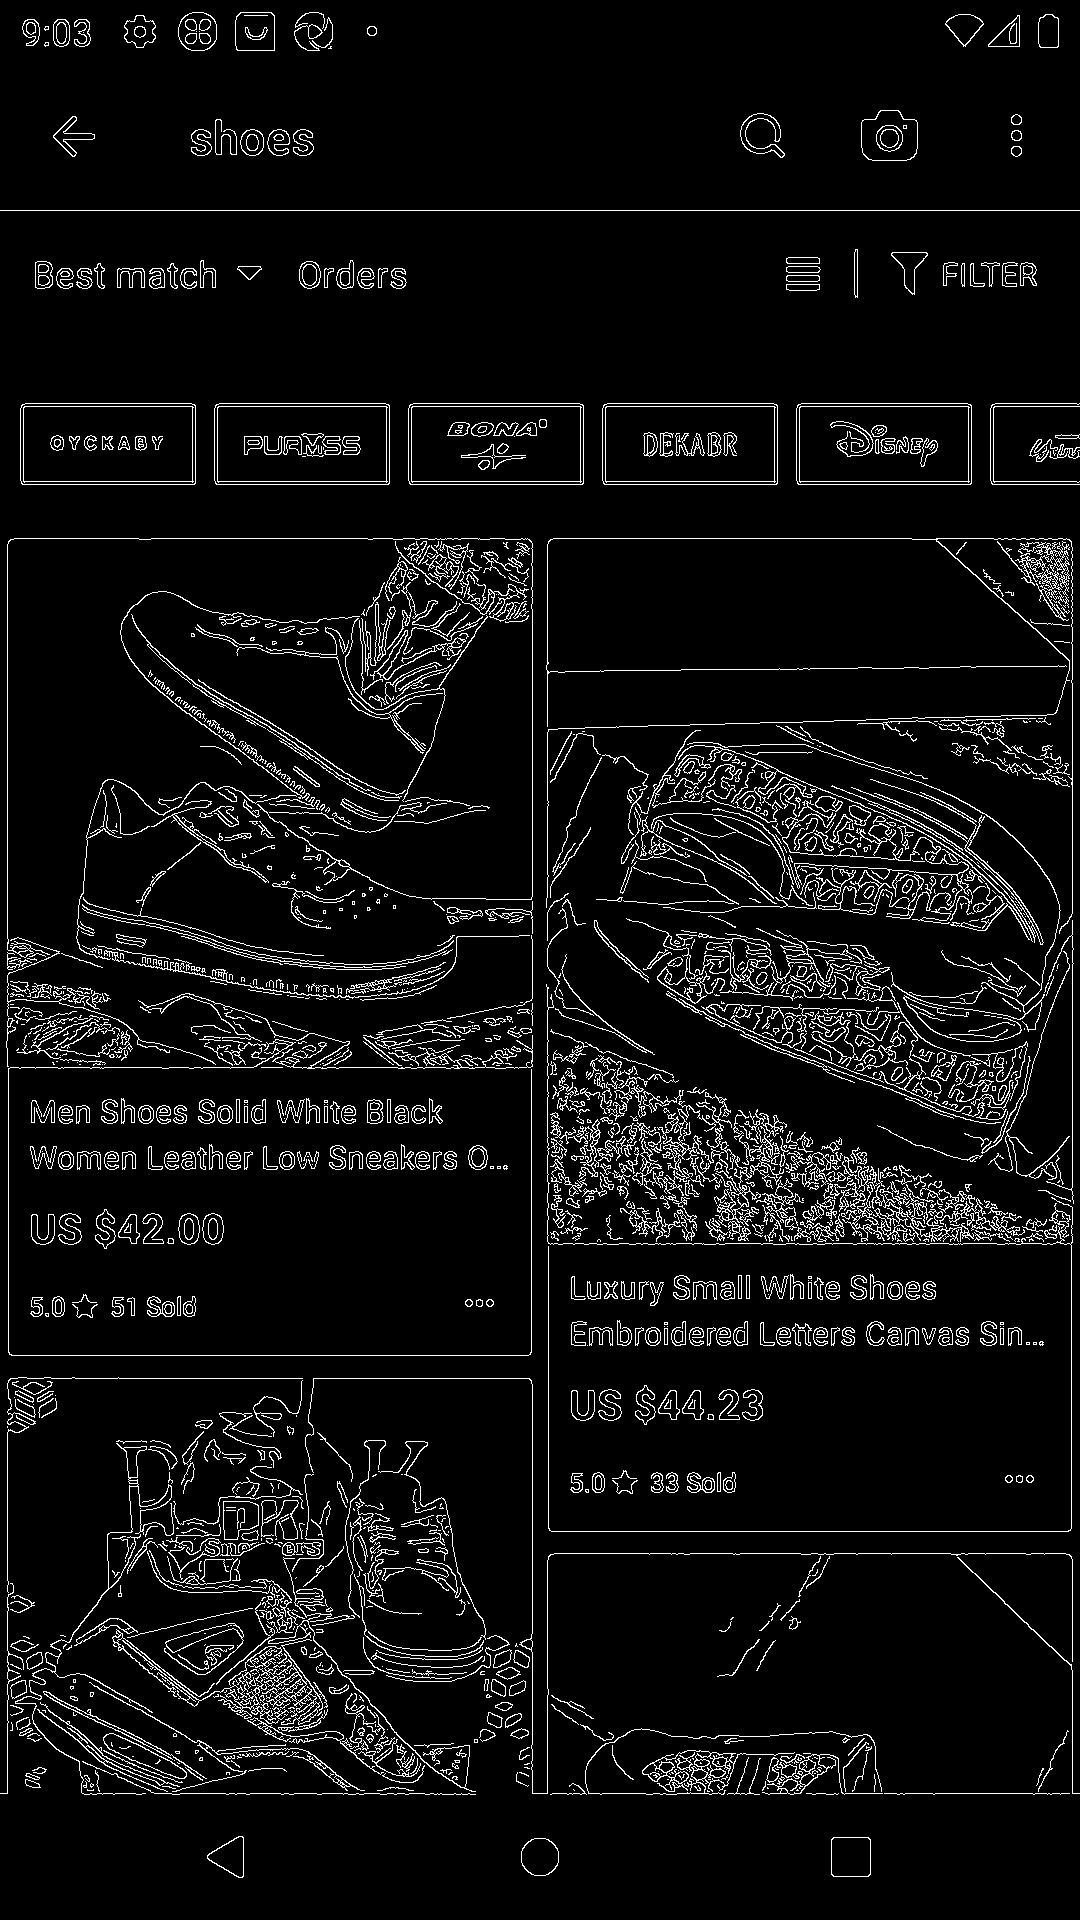 9:03
shoes
Best match Orders FILTER
OYCKABY PURMSS BONA DEKABR Disney
Men Shoes Solid White Black
Women Leather Low Sneakers O...
US $42.00
5.0 51 Sold
Luxury Small White Shoes
Embroidered Letters Canvas Sin...
US $44.23
5.0 33 Sold
PK
Sneakers